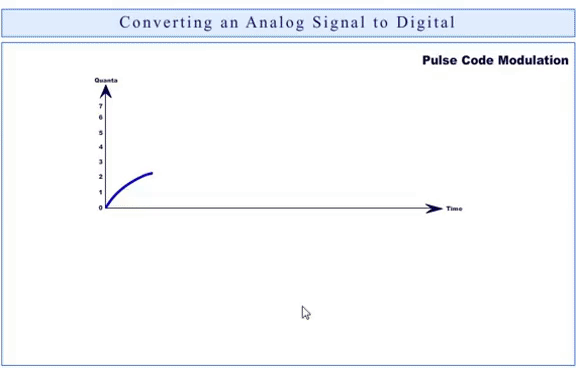 Converting an Analog Signal to Digital
Pulse Code Modulation
Quanta
7
6
5
4
3
2
1
0
Time